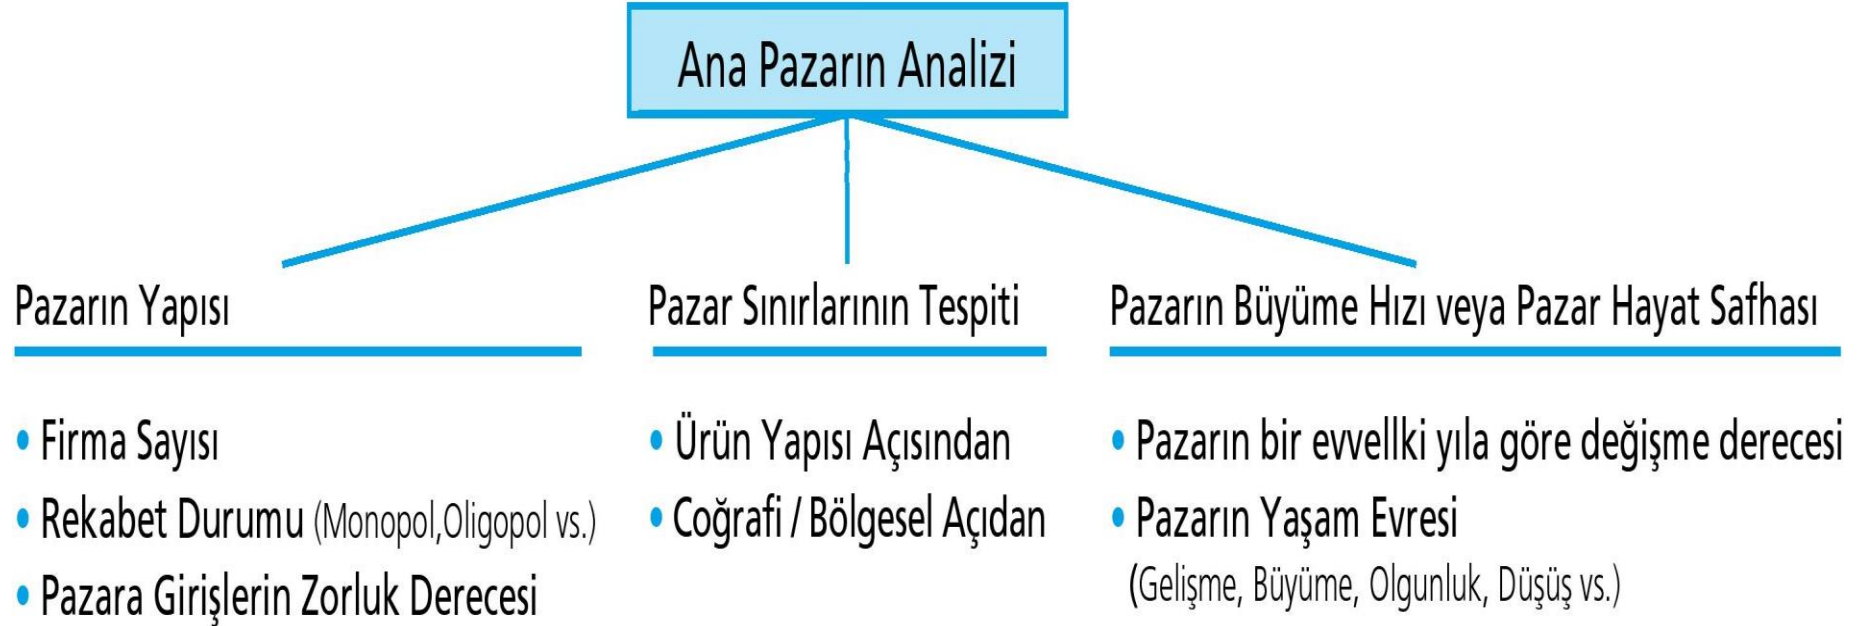 Ana Pazarın Analizi
Pazarın Yapısı
• Firma Sayısı
• Rekabet Durumu (Monopol,Oligopol vs.)
• Pazara Girişlerin Zorluk Derecesi
Pazar Sınırlarının Tespiti
• Ürün Yapısı Açısından
• Coğrafi / Bölgesel Açıdan
Pazarın Büyüme Hızı veya Pazar Hayat Safhası
• Pazarın bir evvellki yıla göre değişme derecesi
• Pazarın Yaşam Evresi
(Gelişme, Büyüme, Olgunluk, Düşüş vs.)